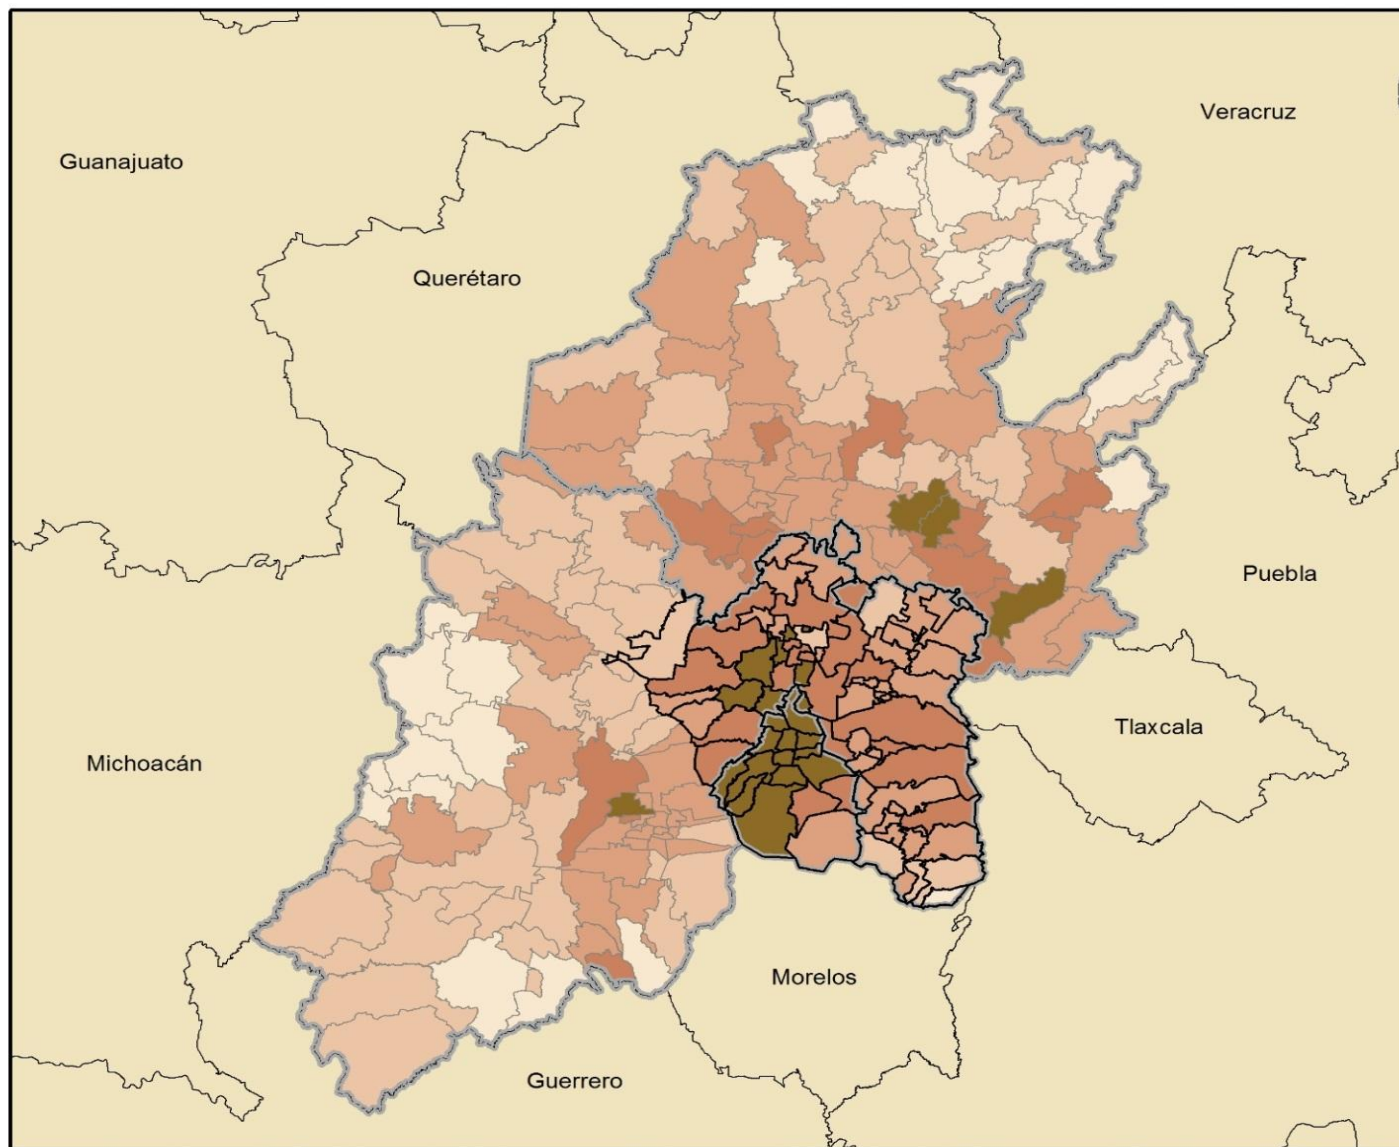 Veracruz
Guanajuato
Querétaro
Puebla
Tlaxcala
Michoacán
Morelos
Guerrero